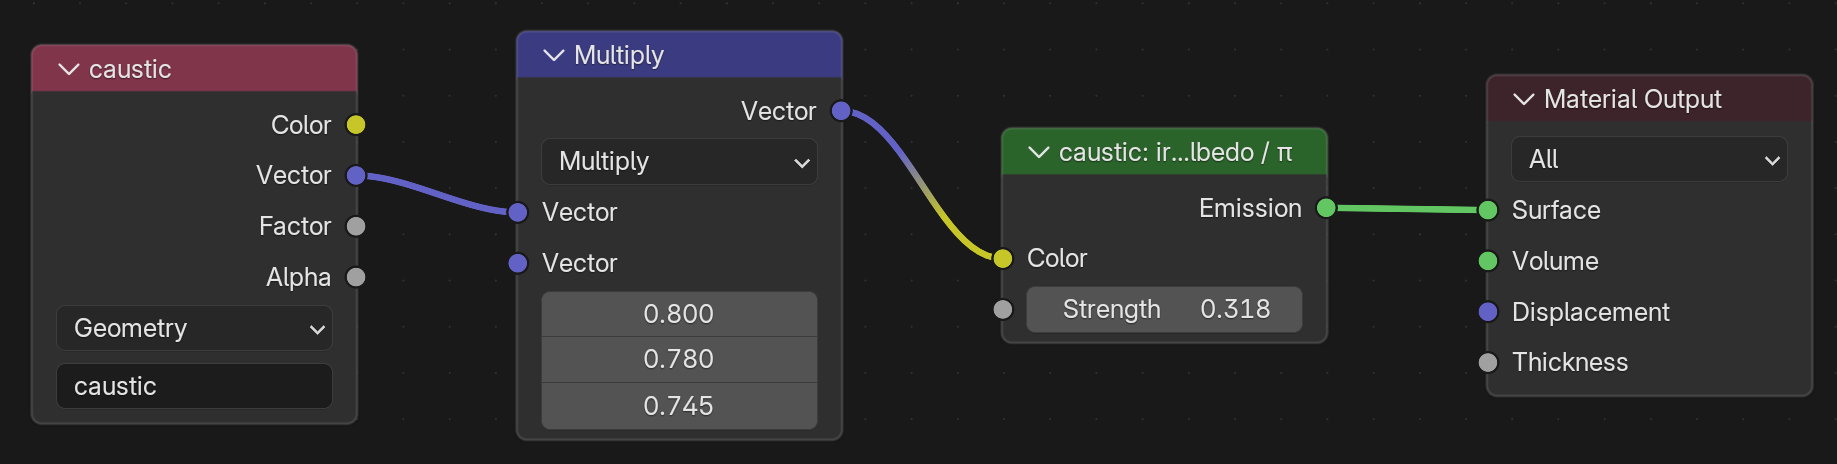 caustic
Color
Vector
Factor
Alpha
Geometry
caustic
Multiply
Vector
Multiply
Vector
Vector
0.800
0.780
0.745
caustic: ir...lbedo / π
Emission
Color
Strength 0.318
Material Output
All
Surface
Volume
Displacement
Thickness